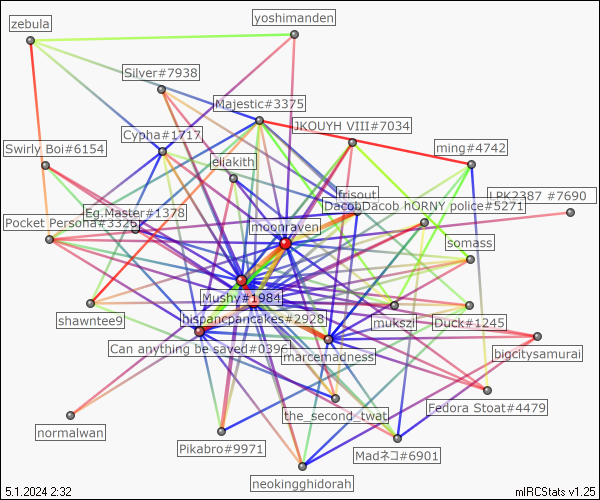 zebula
yoshimanden
Silver#7938
Majestic#3375
JKOUYH VIII#7034
Cypha#1717
ming#4742
Swirly Boi#6154
eliakith
frisout
LPK2387 #7690
DacobDacob hORNY police#5271
Eg.Master#1378
Pocket Persona#3326
moonraven
somass
Mushy#1984
hispancpancakes#2928
shawntee9
mukszi
Duck#1245
Can anything be saved#0396
marcemadness
bigcitysamurai
the_second_twat
Fedora Stoat#4479
normalwan
Pikabro#9971
Madネコ#6901
neokingghidorah
5.1.2024 2:32
mIRCStats v1.25